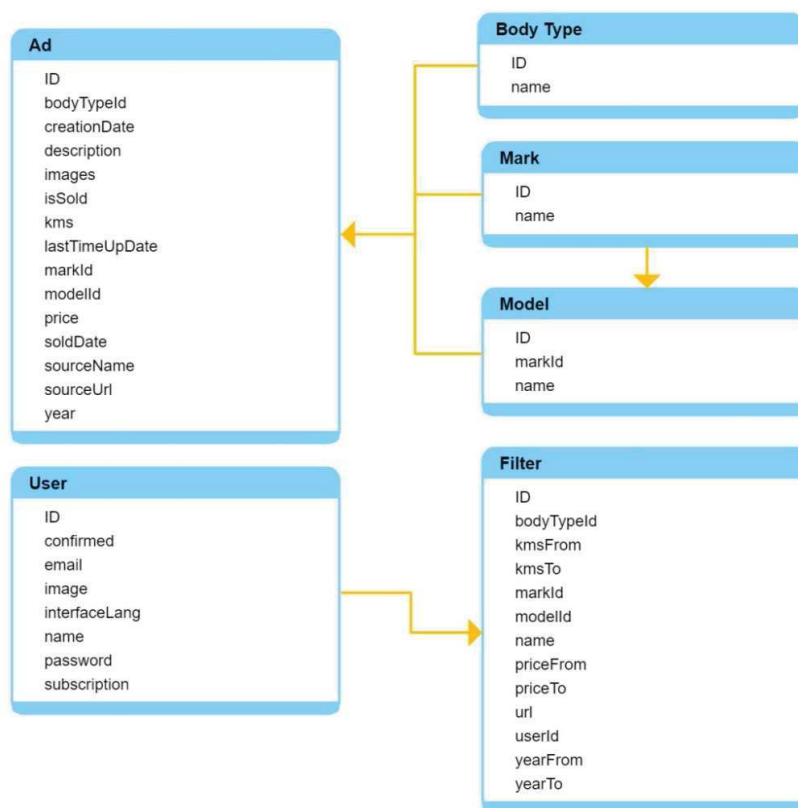 Ad
ID
bodyTypeId
creationDate
description
images
isSold
kms
lastTimeUpDate
markId
modelId
price
soldDate
sourceName
sourceUrl
year
Body Type
ID
name
Mark
ID
name
Model
ID
markId
name
User
ID
confirmed
email
image
interfaceLang
name
password
subscription
Filter
ID
bodyTypeId
kmsFrom
kmsTo
markId
modelId
name
priceFrom
priceTo
url
userId
yearFrom
yearTo